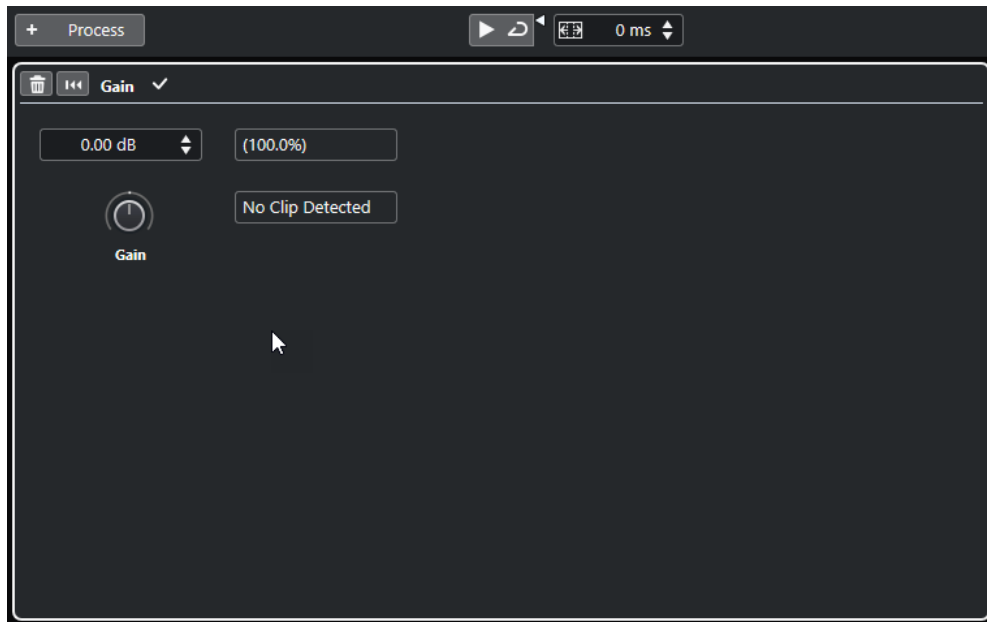 + Process
0 ms
Gain
0.00 dB
(100.0%)
No Clip Detected
Gain